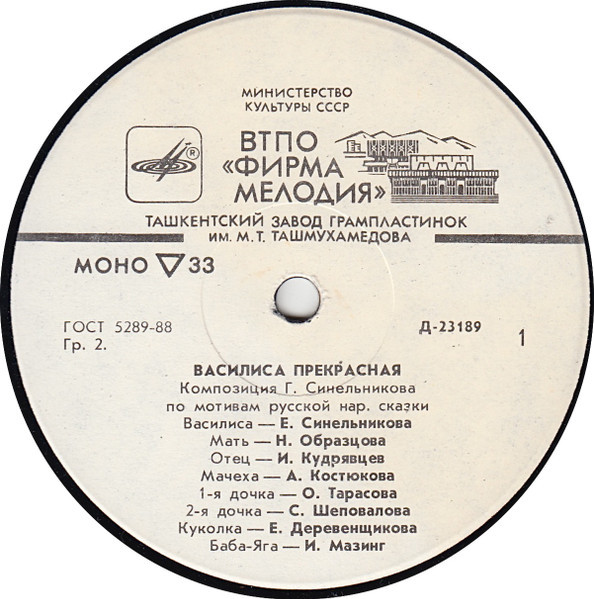 МИНИСТЕРСТВО
КУЛЬТУРЫ СССР
ВТПО
«ФИРМА
МЕЛОДИЯ»
®
ТАШКЕНТСКИЙ ЗАВОД ГРАМПЛАСТИНОК
ИМ. М.Т. ТАШМУХАМЕДОВА
МОНО 33
ГОСТ 5289-88
Гр. 2.
Д-23189
1
ВАСИЛИСА ПРЕКРАСНАЯ
Композиция Г. Синельникова
по мотивам русской нар. сказки
Василиса — Е. Синельникова
Мать — Н. Образцова
Отец — И. Кудрявцев
Мачеха — А. Костюкова
1-я дочка — О. Тарасова
2-я дочка — С. Шеповалова
Куколка — Е. Деревенщикова
Баба-Яга — И. Мазинг